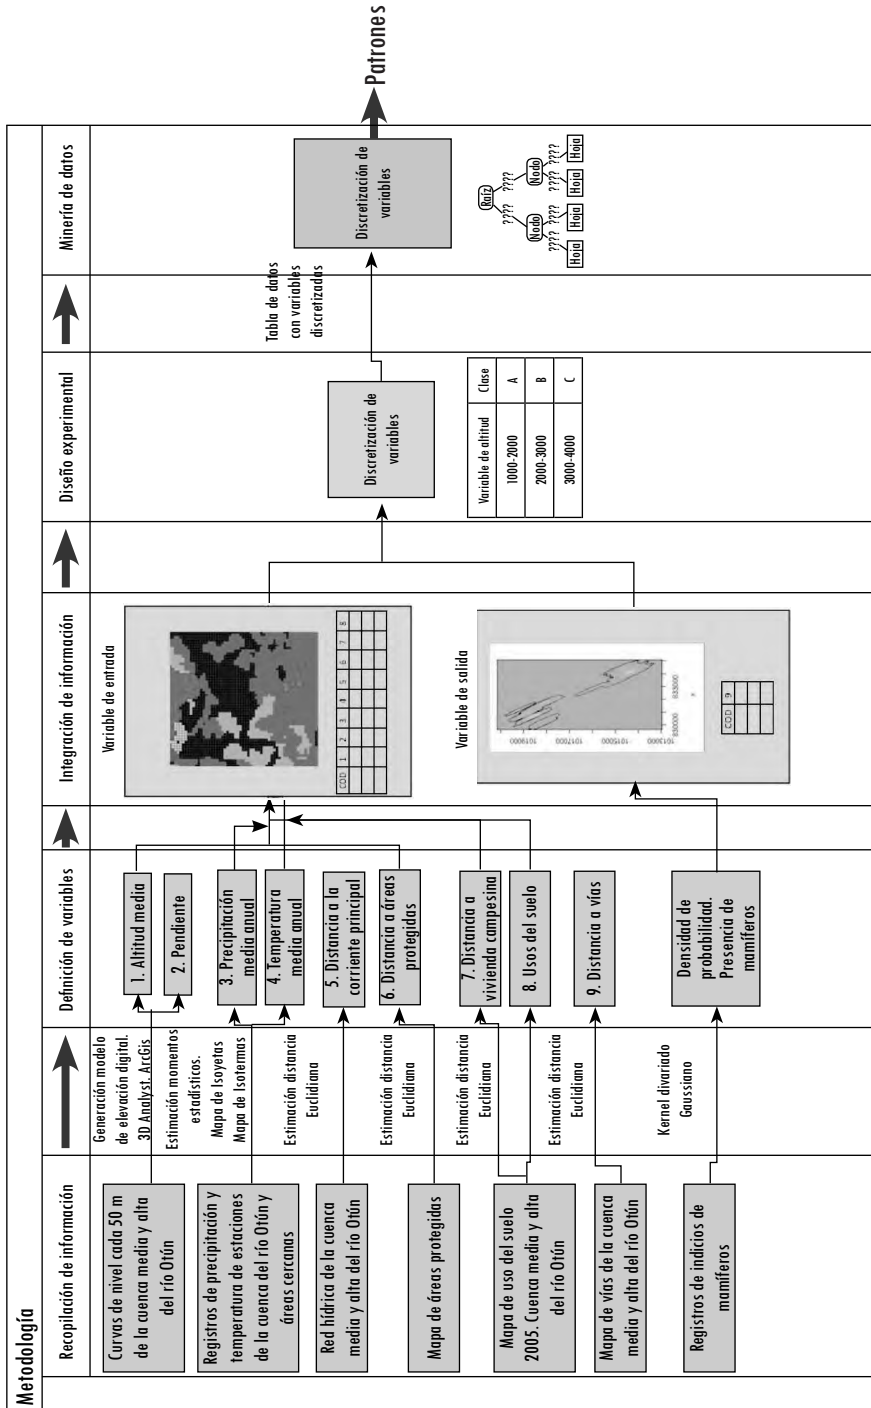 Metodología
Recopilación de información
Definición de variables
Integración de información
Diseño experimental
Minería de datos
Curvas de nivel cada 50 m
de la cuenca media y alta
del río Otún
Registros de precipitación y
temperatura de estaciones
de la cuenca del río Otún y
áreas cercanas
Red hídrica de la cuenca
media y alta del río Otún
Mapa de áreas protegidas
Mapa de uso del suelo
2005. Cuenca media y alta
del río Otún
Mapa de vías de la cuenca
media y alta del río Otún
Registros de indicios de
mamíferos
Generación modelo
de elevación digital.
3D Analyst. ArcGis
Estimación momentos
estadísticos.
Mapa de Isoyetas
Mapa de Isotermas
Estimación distancia
Euclidiana
Estimación distancia
Euclidiana
Estimación distancia
Euclidiana
Estimación distancia
Euclidiana
Kernel divariado
Gaussiano
1. Altitud media
2. Pendiente
3. Precipitación
media anual
4. Temperatura
media anual
5. Distancia a la
corriente principal
6. Distancia a áreas
protegidas
7. Distancia a
vivienda campesina
8. Usos del suelo
9. Distancia a vías
Densidad de
probabilidad.
Presencia de
mamíferos
Variable de entrada
COD 1 2 3 4 5 6 7 8
Variable de salida
1019000
1017000
1015000
1013000
830000 833000
x
COD 9
Discretización de
variables
Variable de altitud Clase
1000-2000 A
2000-3000 B
3000-4000 C
Tabla de datos
con variables
discretizadas
Discretización de
variables
Raíz
???? ????
Nodo Nodo
???? ???? ???? ????
Hoja Hoja Hoja Hoja
Patrones